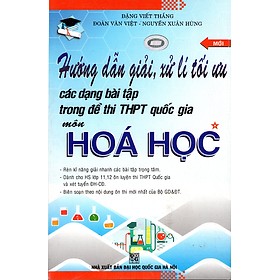 ĐẶNG VIẾT THẮNG
ĐOÀN VĂN VIỆT - NGUYỄN XUÂN HÙNG
MỚI
Hướng dẫn giải, xử lí tối ưu
các dạng bài tập
trong đề thi THPT quốc gia
môn
HOÁ HỌC
- Rèn kĩ năng giải nhanh các bài tập trọng tâm.
- Dành cho HS lớp 11,12 ôn luyện thi THPT Quốc gia
và xét tuyển ĐH-CĐ.
- Biên soạn theo nội dung ôn thi mới nhất của Bộ GD&ĐT.
NHÀ XUẤT BẢN ĐẠI HỌC QUỐC GIA HÀ NỘI